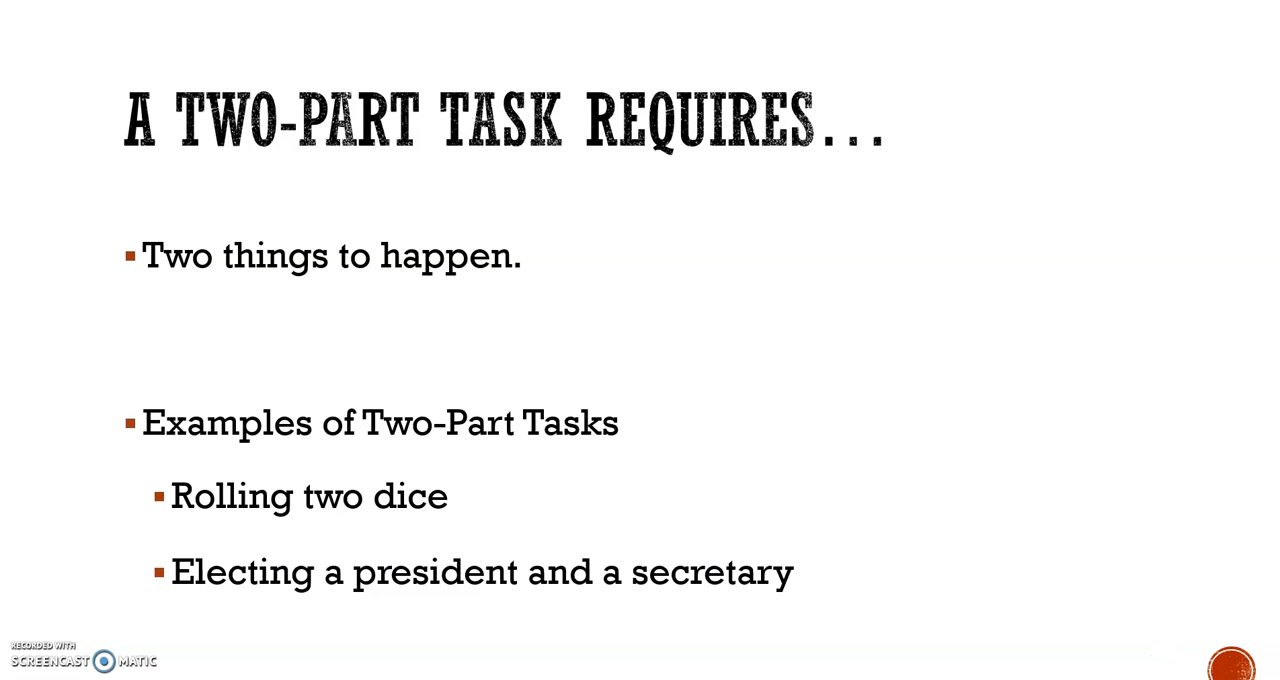 A TWO-PART TASK REQUIRES...
Two things to happen.
Examples of Two-Part Tasks
Rolling two dice
Electing a president and a secretary
RECORDED WITH
SCREENCAST MATIC